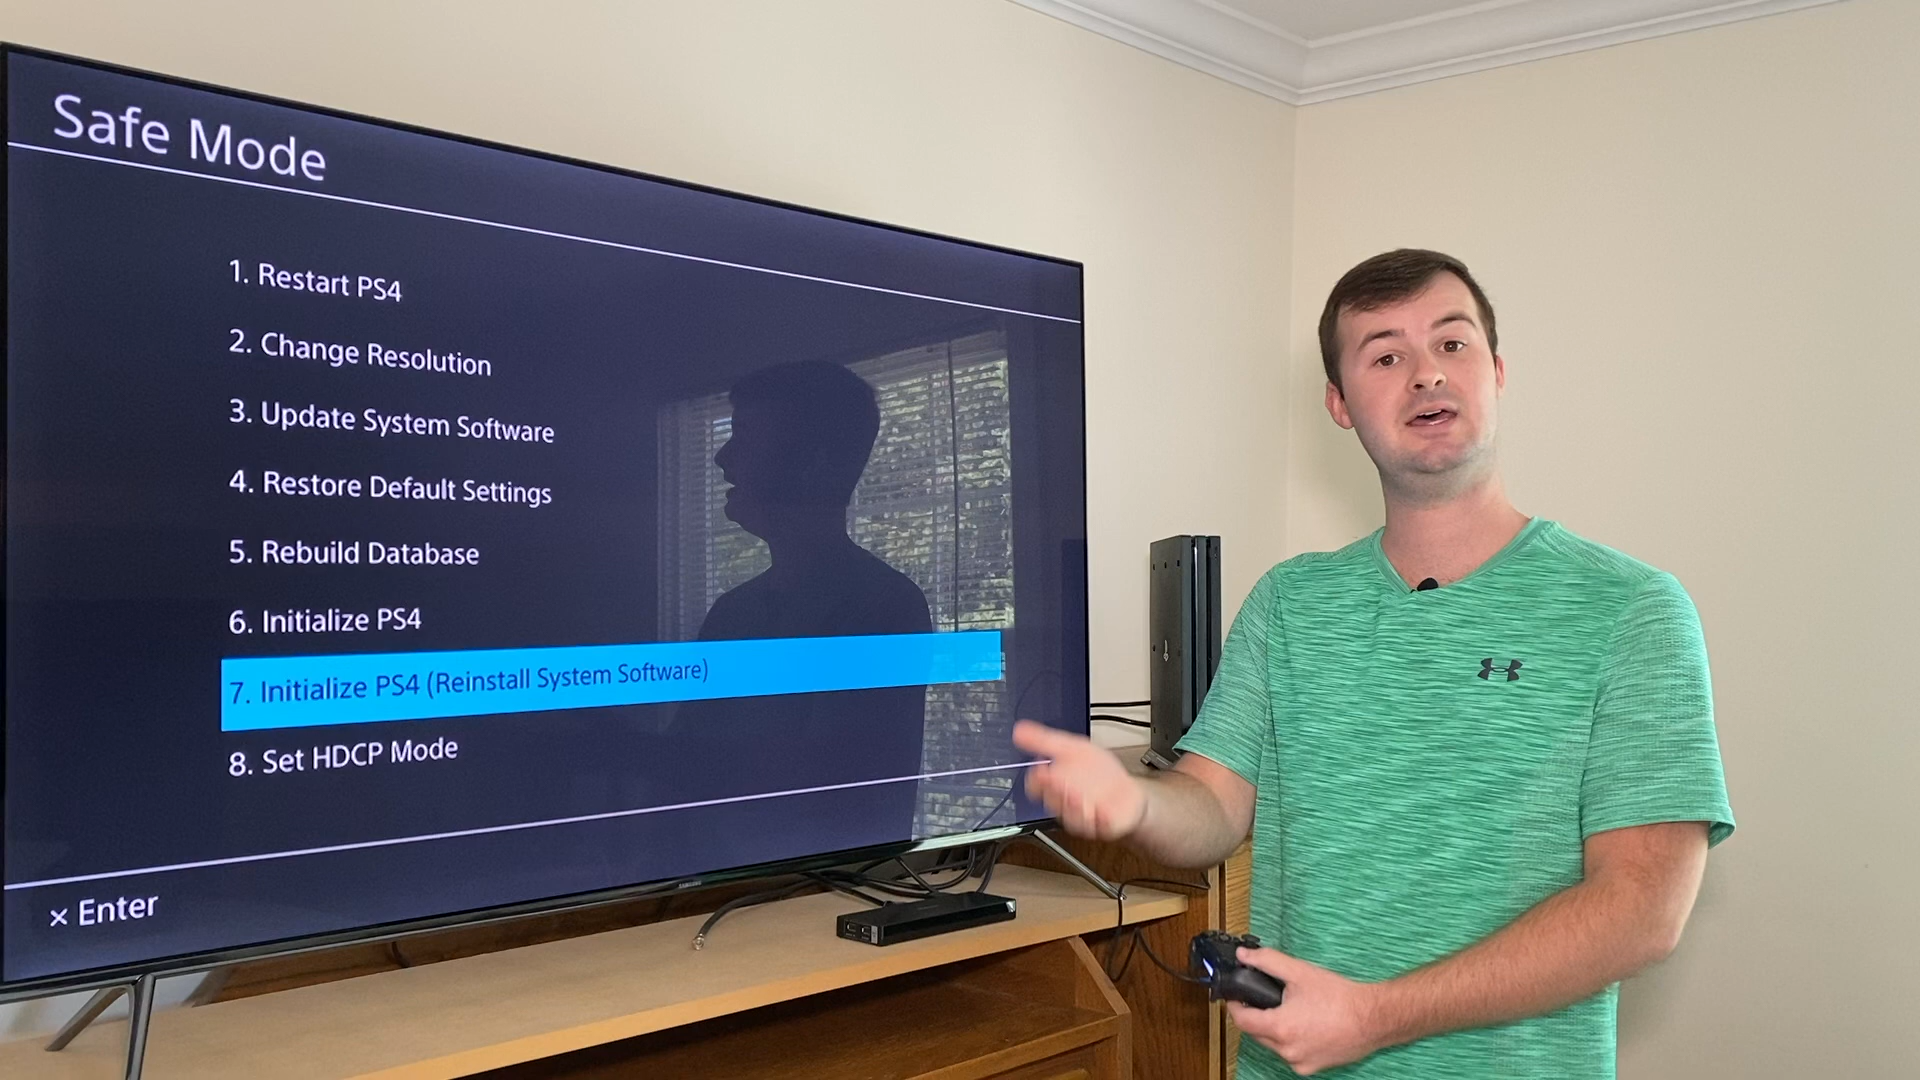 Safe Mode
1. Restart PS4
2. Change Resolution
3. Update System Software
4. Restore Default Settings
5. Rebuild Database
6. Initialize PS4
7. Initialize PS4 (Reinstall System Software)
8. Set HDCP Mode
× Enter
SAMSUNG